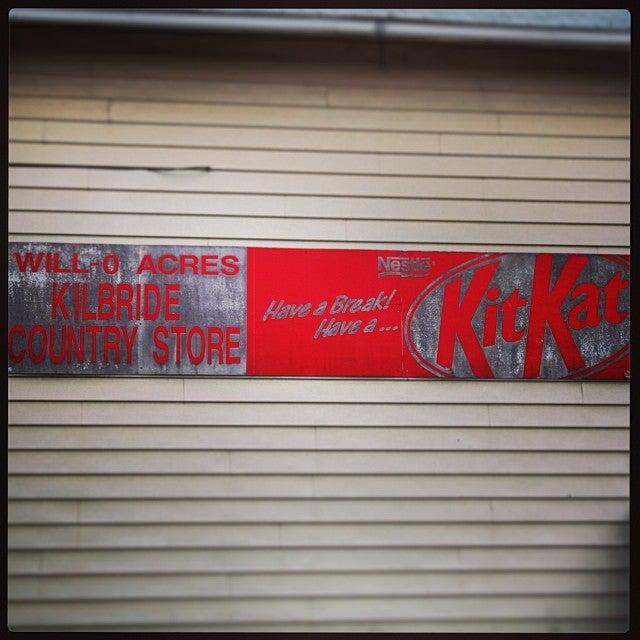 WILL-O ACRES
KILBRIDE
COUNTRY STORE
Have a Break!
Have a ...
Nestlé
KitKat